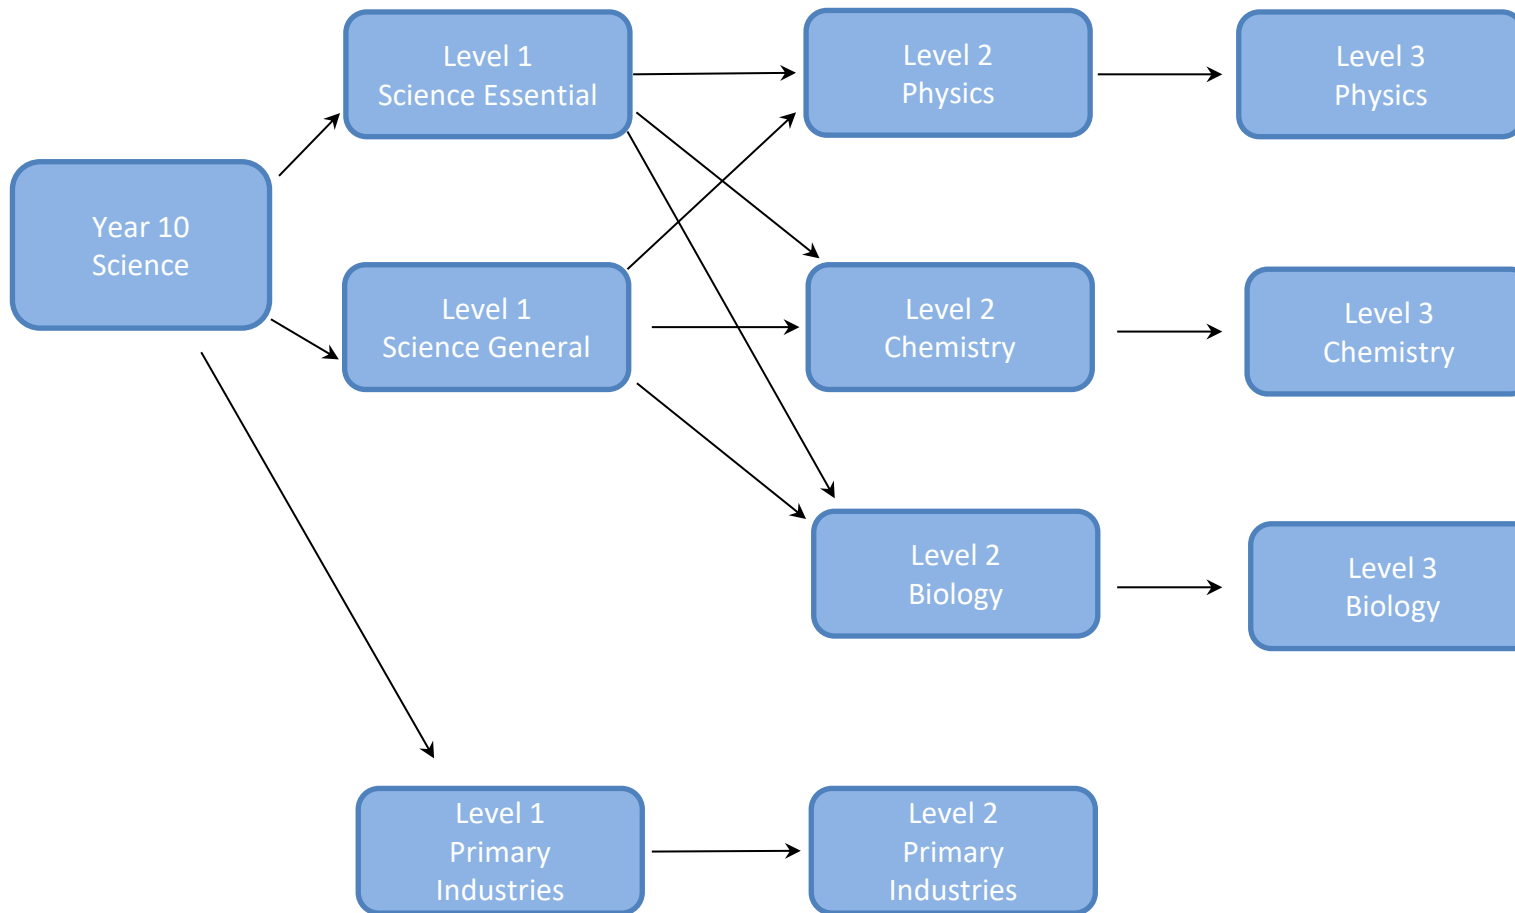 Level 1
Science Essential
Level 2
Physics
Level 3
Physics
Year 10
Science
Level 1
Science General
Level 2
Chemistry
Level 3
Chemistry
Level 2
Biology
Level 3
Biology
Level 1
Primary
Industries
Level 2
Primary
Industries